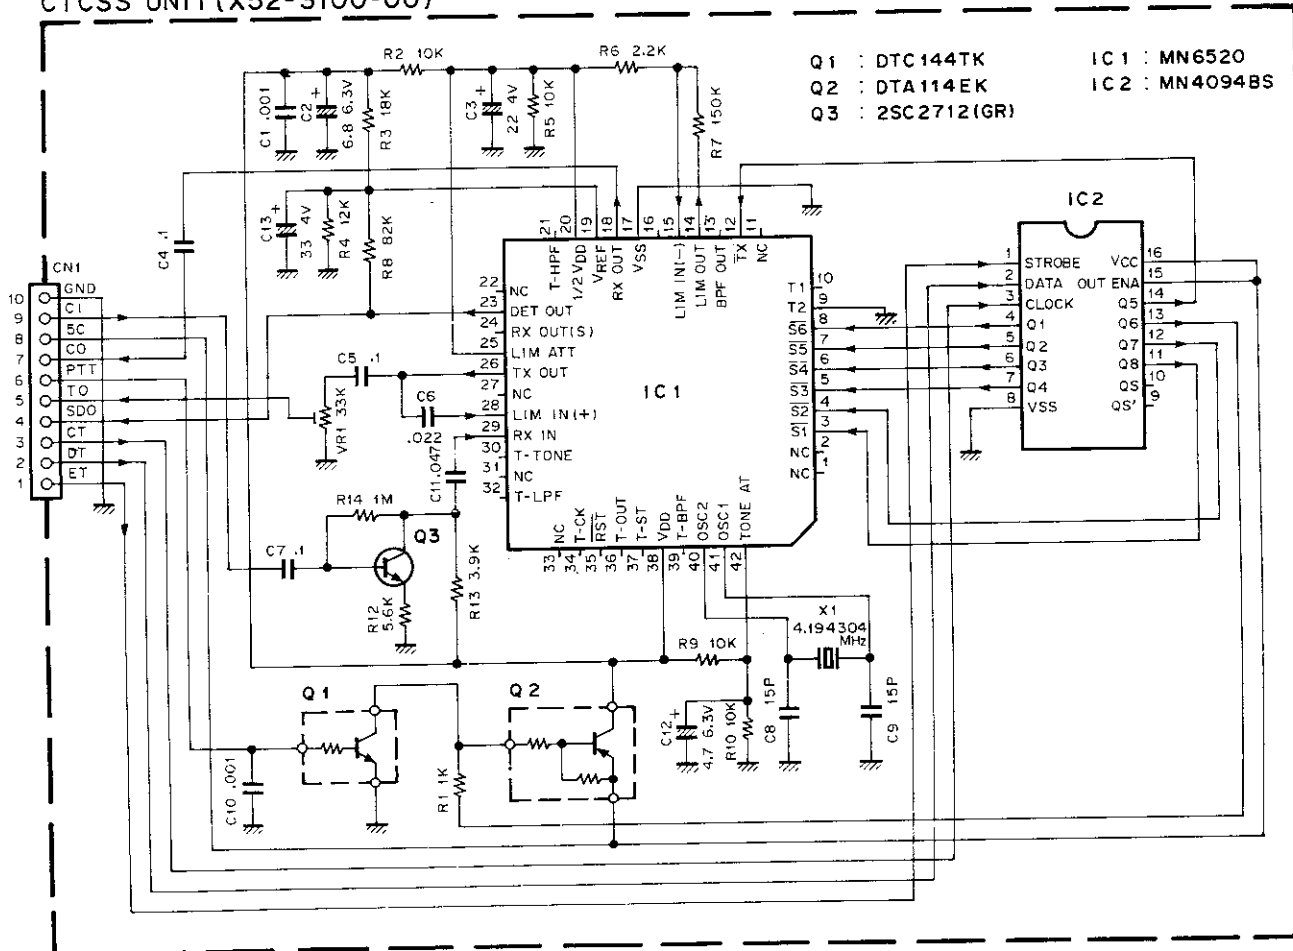 CTCSS UNIT (X52-3100-00)
Q1 : DTC144TK
Q2 : DTA114EK
Q3 : 2SC2712(GR)
IC1 : MN6520
IC2 : MN4094BS
R2 10K
R6 2.2K
C1 .001
C2 +
6.8 6.3V
R3 18K
C3 +
22 4V
R5 10K
R7 150K
C13 +
33 4V
R4 12K
R8 82K
C4 .1
CN1
10 GND
9 CI
8 5C
7 CO
6 PTT
5 TO
4 SDO
3 CT
2 DT
1 ET
IC1
21 T-HPF
20 1/2 VDD
19 VREF
18 RX OUT
17 VSS
16
15 LIM IN(-)
14 LIM OUT
13 BPF OUT
12 TX
11 NC
22 NC
23 DET OUT
24 RX OUT(S)
25 LIM ATT
26 TX OUT
27 NC
28 LIM IN(+)
29 RX IN
30 T-TONE
31 NC
32 T-LPF
T1 10
T2 9
S6 8
S5 7
S4 6
S3 5
S2 4
S1 3
NC 2
NC 1
33 NC
34 T-CK
35 RST
36 T-OUT
37 T-ST
38 VDD
39 T-BPF
40 OSC2
41 OSC1
42 TONE AT
IC2
1 STROBE
2 DATA
3 CLOCK
4 Q1
5 Q2
6 Q3
7 Q4
8 VSS
VCC 16
OUT ENA 15
Q5 14
Q6 13
Q7 12
Q8 11
QS 10
QS' 9
C5 .1
C6
.022
VR1 33K
C11 .047
R14 1M
Q3
C7 .1
R12
5.6K
R13 3.9K
R9 10K
X1
4.194304
MHz
C12 +
4.7 6.3V
R10 10K
C8 15P
C9 15P
Q1
Q2
C10 .001
R1 1K